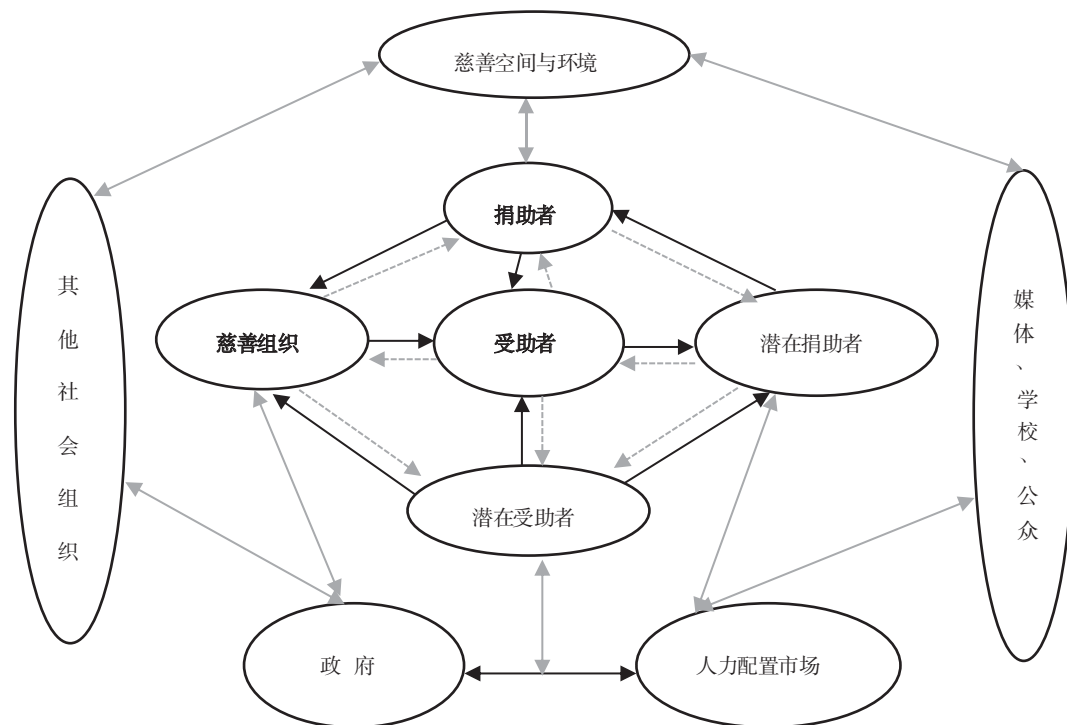 慈善空间与环境
捐助者
慈善组织
受助者
潜在捐助者
潜在受助者
其他社会组织
媒体、学校、公众
政 府
人力配置市场